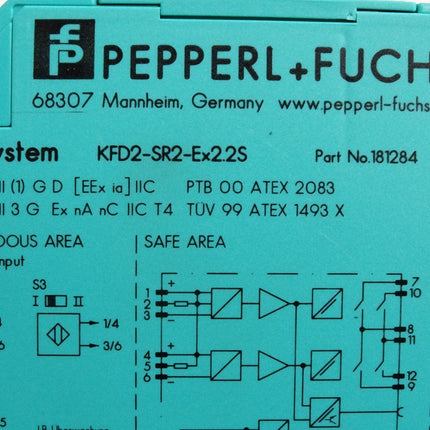 PEPPERL+FUCH
68307 Mannheim, Germany www.pepperl-fuchs
ystem KFD2-SR2-Ex2.2S Part No.181284
II (1) G D [EEx ia] IIC PTB 00 ATEX 2083
II 3 G Ex nA nC IIC T4 TÜV 99 ATEX 1493 X
DOUS AREA SAFE AREA
nput
S3
I II
1/4
3/6
1
2
3
4
5
6
7
10
8
11
12
9